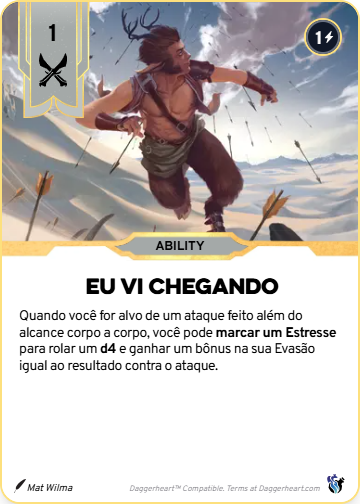 1
1
ABILITY
EU VI CHEGANDO
Quando você for alvo de um ataque feito além do
alcance corpo a corpo, você pode marcar um Estresse
para rolar um d4 e ganhar um bônus na sua Evasão
igual ao resultado contra o ataque.
Mat Wilma
Daggerheart™ Compatible. Terms at Daggerheart.com